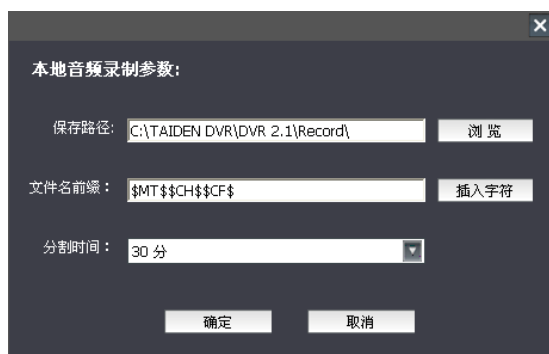 本地音频录制参数:
保存路径: C:\TAIDEN DVR\DVR 2.1\Record\ 浏览
文件名前缀： $MT$$CH$$CF$ 插入字符
分割时间： 30 分
确定 取消